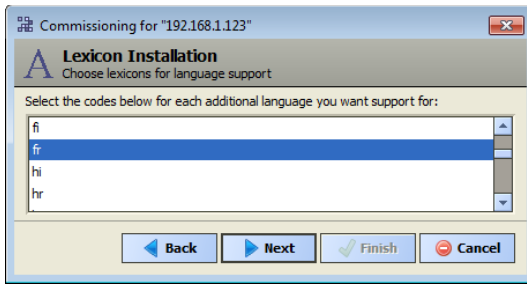 Commissioning for "192.168.1.123"
Lexicon Installation
Choose lexicons for language support
Select the codes below for each additional language you want support for:
fi
fr
hi
hr
Back
Next
Finish
Cancel